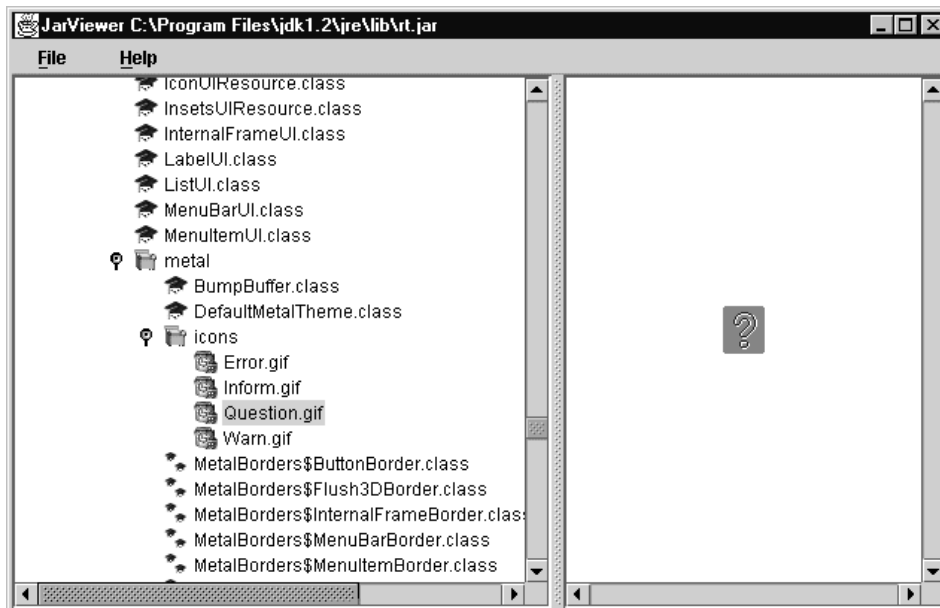 JarViewer C:\Program Files\jdk1.2\jre\lib\rt.jar
File Help
IconUIResource.class
InsetsUIResource.class
InternalFrameUI.class
LabelUI.class
ListUI.class
MenuBarUI.class
MenuItemUI.class
metal
BumpBuffer.class
DefaultMetalTheme.class
icons
Error.gif
Inform.gif
Question.gif
Warn.gif
MetalBorders$ButtonBorder.class
MetalBorders$Flush3DBorder.class
MetalBorders$InternalFrameBorder.clas
MetalBorders$MenuBarBorder.class
MetalBorders$MenuItemBorder.class
?